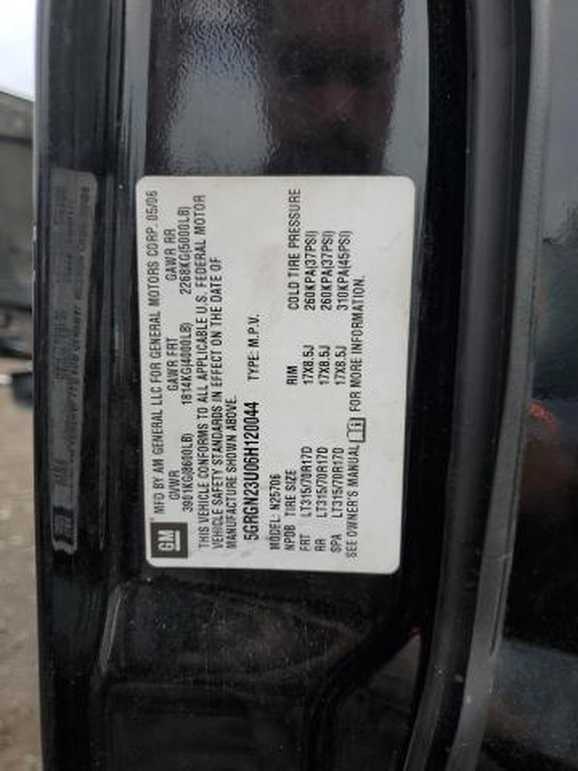 GM
MFD BY AM GENERAL LLC FOR GENERAL MOTORS CORP. 05/06
GVWR GAWR FRT GAWR RR
3901KG(8600LB) 1814KG(4000LB) 2268KG(5000LB)
THIS VEHICLE CONFORMS TO ALL APPLICABLE U.S. FEDERAL MOTOR
VEHICLE SAFETY STANDARDS IN EFFECT ON THE DATE OF
MANUFACTURE SHOWN ABOVE.
5GRGN23U06H120044 TYPE: M.P.V.
MODEL: N25706
NPDB TIRE SIZE RIM COLD TIRE PRESSURE
FRT LT315/70R17D 17X8.5J 260KPA(37PSI)
RR LT315/70R17D 17X8.5J 260KPA(37PSI)
SPA LT315/70R17D 17X8.5J 310KPA(45PSI)
SEE OWNER'S MANUAL FOR MORE INFORMATION.